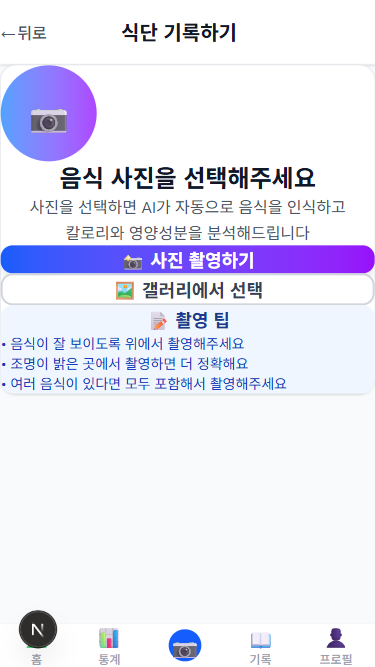 ←뒤로
식단 기록하기
음식 사진을 선택해주세요
사진을 선택하면 AI가 자동으로 음식을 인식하고
칼로리와 영양성분을 분석해드립니다
사진 촬영하기
갤러리에서 선택
촬영 팁
• 음식이 잘 보이도록 위에서 촬영해주세요
• 조명이 밝은 곳에서 촬영하면 더 정확해요
• 여러 음식이 있다면 모두 포함해서 촬영해주세요
N
홈
통계
기록
프로필